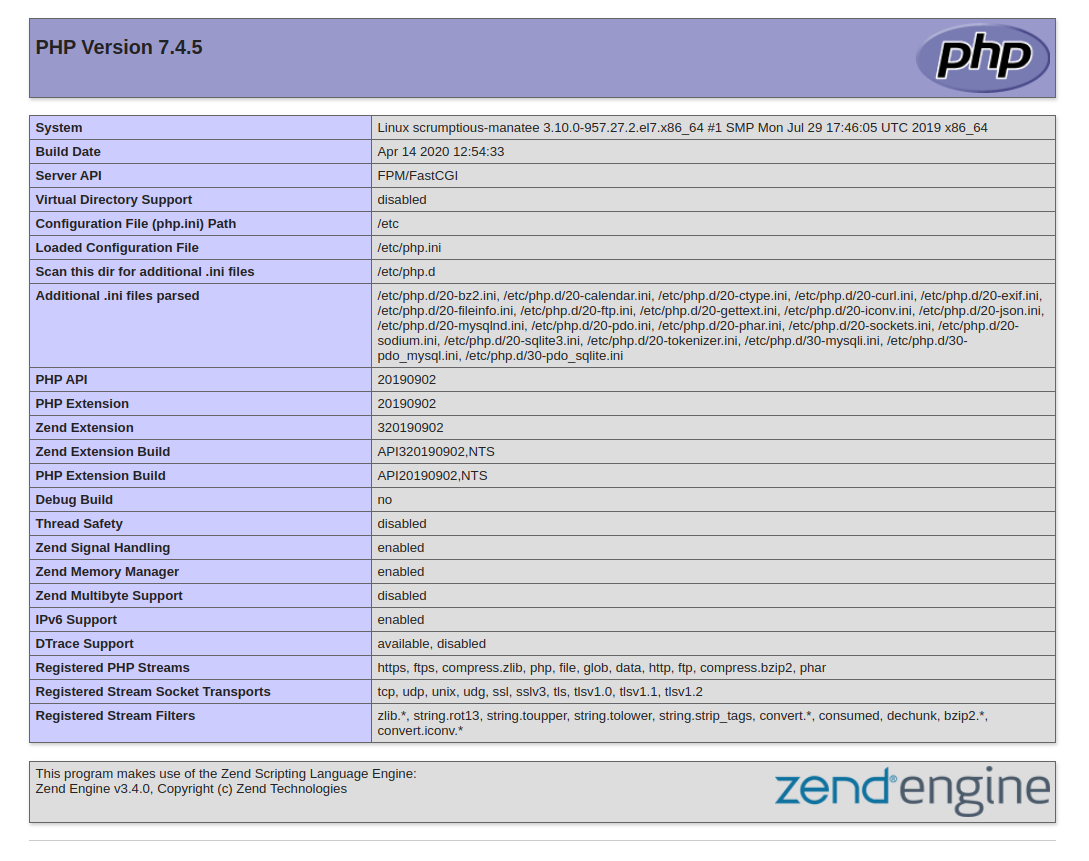 PHP Version 7.4.5
php
System Linux scrumptious-manatee 3.10.0-957.27.2.el7.x86_64 #1 SMP Mon Jul 29 17:46:05 UTC 2019 x86_64
Build Date Apr 14 2020 12:54:33
Server API FPM/FastCGI
Virtual Directory Support disabled
Configuration File (php.ini) Path /etc
Loaded Configuration File /etc/php.ini
Scan this dir for additional .ini files /etc/php.d
Additional .ini files parsed /etc/php.d/20-bz2.ini, /etc/php.d/20-calendar.ini, /etc/php.d/20-ctype.ini, /etc/php.d/20-curl.ini, /etc/php.d/20-exif.ini,
/etc/php.d/20-fileinfo.ini, /etc/php.d/20-ftp.ini, /etc/php.d/20-gettext.ini, /etc/php.d/20-iconv.ini, /etc/php.d/20-json.ini,
/etc/php.d/20-mysqlnd.ini, /etc/php.d/20-pdo.ini, /etc/php.d/20-phar.ini, /etc/php.d/20-sockets.ini, /etc/php.d/20-
sodium.ini, /etc/php.d/20-sqlite3.ini, /etc/php.d/20-tokenizer.ini, /etc/php.d/30-mysqli.ini, /etc/php.d/30-
pdo_mysql.ini, /etc/php.d/30-pdo_sqlite.ini
PHP API 20190902
PHP Extension 20190902
Zend Extension 320190902
Zend Extension Build API320190902,NTS
PHP Extension Build API20190902,NTS
Debug Build no
Thread Safety disabled
Zend Signal Handling enabled
Zend Memory Manager enabled
Zend Multibyte Support disabled
IPv6 Support enabled
DTrace Support available, disabled
Registered PHP Streams https, ftps, compress.zlib, php, file, glob, data, http, ftp, compress.bzip2, phar
Registered Stream Socket Transports tcp, udp, unix, udg, ssl, sslv3, tls, tlsv1.0, tlsv1.1, tlsv1.2
Registered Stream Filters zlib.*, string.rot13, string.toupper, string.tolower, string.strip_tags, convert.*, consumed, dechunk, bzip2.*,
convert.iconv.*
This program makes use of the Zend Scripting Language Engine:
Zend Engine v3.4.0, Copyright (c) Zend Technologies
zend® engine